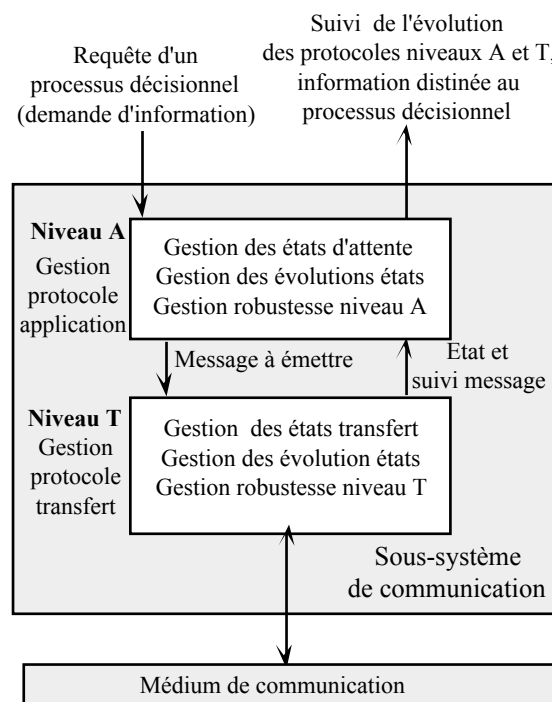 Requête d'un
processus décisionnel
(demande d'information)
Suivi de l'évolution
des protocoles niveaux A et T,
information distinée au
processus décisionnel
Niveau A
Gestion
protocole
application
Gestion des états d'attente
Gestion des évolutions états
Gestion robustesse niveau A
Message à émettre
Etat et
suivi message
Niveau T
Gestion
protocole
transfert
Gestion des états transfert
Gestion des évolution états
Gestion robustesse niveau T
Sous-système
de communication
Médium de communication